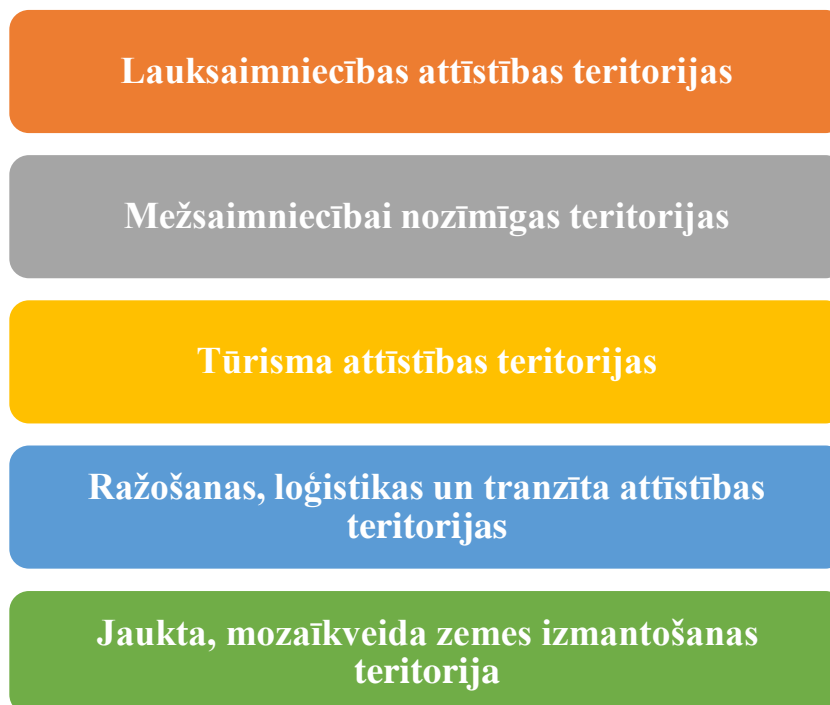 Lauksaimniecības attīstības teritorijas
Mežsaimniecībai nozīmīgas teritorijas
Tūrisma attīstības teritorijas
Ražošanas, loģistikas un tranzīta attīstības
teritorijas
Jaukta, mozaīkveida zemes izmantošanas
teritorija